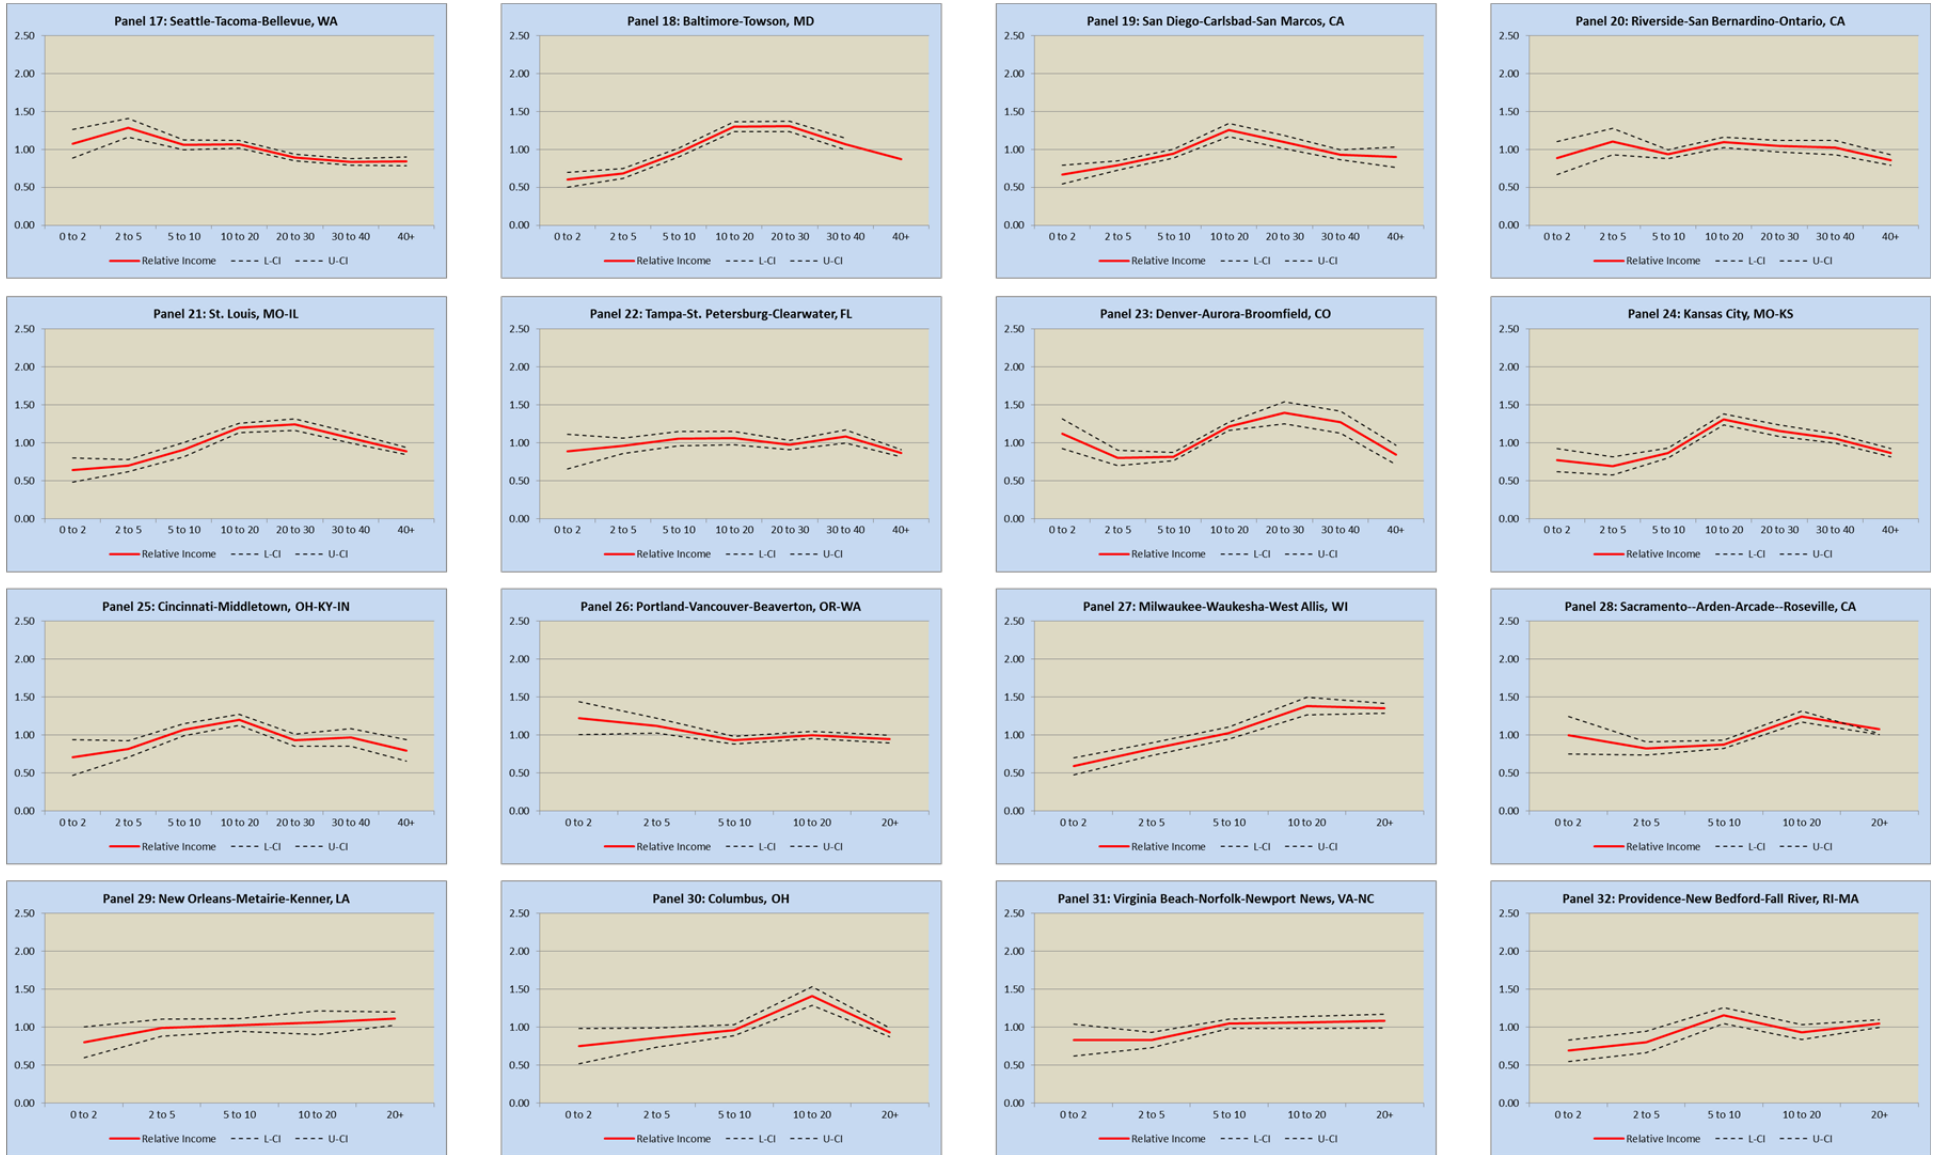 Panel 17: Seattle-Tacoma-Bellevue, WA
2.50
2.00
1.50
1.00
0.50
0.00
0 to 2 2 to 5 5 to 10 10 to 20 20 to 30 30 to 40 40+
Relative Income L-CI U-CI
Panel 18: Baltimore-Towson, MD
2.50
2.00
1.50
1.00
0.50
0.00
0 to 2 2 to 5 5 to 10 10 to 20 20 to 30 30 to 40 40+
Relative Income L-CI U-CI
Panel 19: San Diego-Carlsbad-San Marcos, CA
2.50
2.00
1.50
1.00
0.50
0.00
0 to 2 2 to 5 5 to 10 10 to 20 20 to 30 30 to 40 40+
Relative Income L-CI U-CI
Panel 20: Riverside-San Bernardino-Ontario, CA
2.50
2.00
1.50
1.00
0.50
0.00
0 to 2 2 to 5 5 to 10 10 to 20 20 to 30 30 to 40 40+
Relative Income L-CI U-CI
Panel 21: St. Louis, MO-IL
2.50
2.00
1.50
1.00
0.50
0.00
0 to 2 2 to 5 5 to 10 10 to 20 20 to 30 30 to 40 40+
Relative Income L-CI U-CI
Panel 22: Tampa-St. Petersburg-Clearwater, FL
2.50
2.00
1.50
1.00
0.50
0.00
0 to 2 2 to 5 5 to 10 10 to 20 20 to 30 30 to 40 40+
Relative Income L-CI U-CI
Panel 23: Denver-Aurora-Broomfield, CO
2.50
2.00
1.50
1.00
0.50
0.00
0 to 2 2 to 5 5 to 10 10 to 20 20 to 30 30 to 40 40+
Relative Income L-CI U-CI
Panel 24: Kansas City, MO-KS
2.50
2.00
1.50
1.00
0.50
0.00
0 to 2 2 to 5 5 to 10 10 to 20 20 to 30 30 to 40 40+
Relative Income L-CI U-CI
Panel 25: Cincinnati-Middletown, OH-KY-IN
2.50
2.00
1.50
1.00
0.50
0.00
0 to 2 2 to 5 5 to 10 10 to 20 20 to 30 30 to 40 40+
Relative Income L-CI U-CI
Panel 26: Portland-Vancouver-Beaverton, OR-WA
2.50
2.00
1.50
1.00
0.50
0.00
0 to 2 2 to 5 5 to 10 10 to 20 20+
Relative Income L-CI U-CI
Panel 27: Milwaukee-Waukesha-West Allis, WI
2.50
2.00
1.50
1.00
0.50
0.00
0 to 2 2 to 5 5 to 10 10 to 20 20+
Relative Income L-CI U-CI
Panel 28: Sacramento--Arden-Arcade--Roseville, CA
2.50
2.00
1.50
1.00
0.50
0.00
0 to 2 2 to 5 5 to 10 10 to 20 20+
Relative Income L-CI U-CI
Panel 29: New Orleans-Metairie-Kenner, LA
2.50
2.00
1.50
1.00
0.50
0.00
0 to 2 2 to 5 5 to 10 10 to 20 20+
Relative Income L-CI U-CI
Panel 30: Columbus, OH
2.50
2.00
1.50
1.00
0.50
0.00
0 to 2 2 to 5 5 to 10 10 to 20 20+
Relative Income L-CI U-CI
Panel 31: Virginia Beach-Norfolk-Newport News, VA-NC
2.50
2.00
1.50
1.00
0.50
0.00
0 to 2 2 to 5 5 to 10 10 to 20 20+
Relative Income L-CI U-CI
Panel 32: Providence-New Bedford-Fall River, RI-MA
2.50
2.00
1.50
1.00
0.50
0.00
0 to 2 2 to 5 5 to 10 10 to 20 20+
Relative Income L-CI U-CI